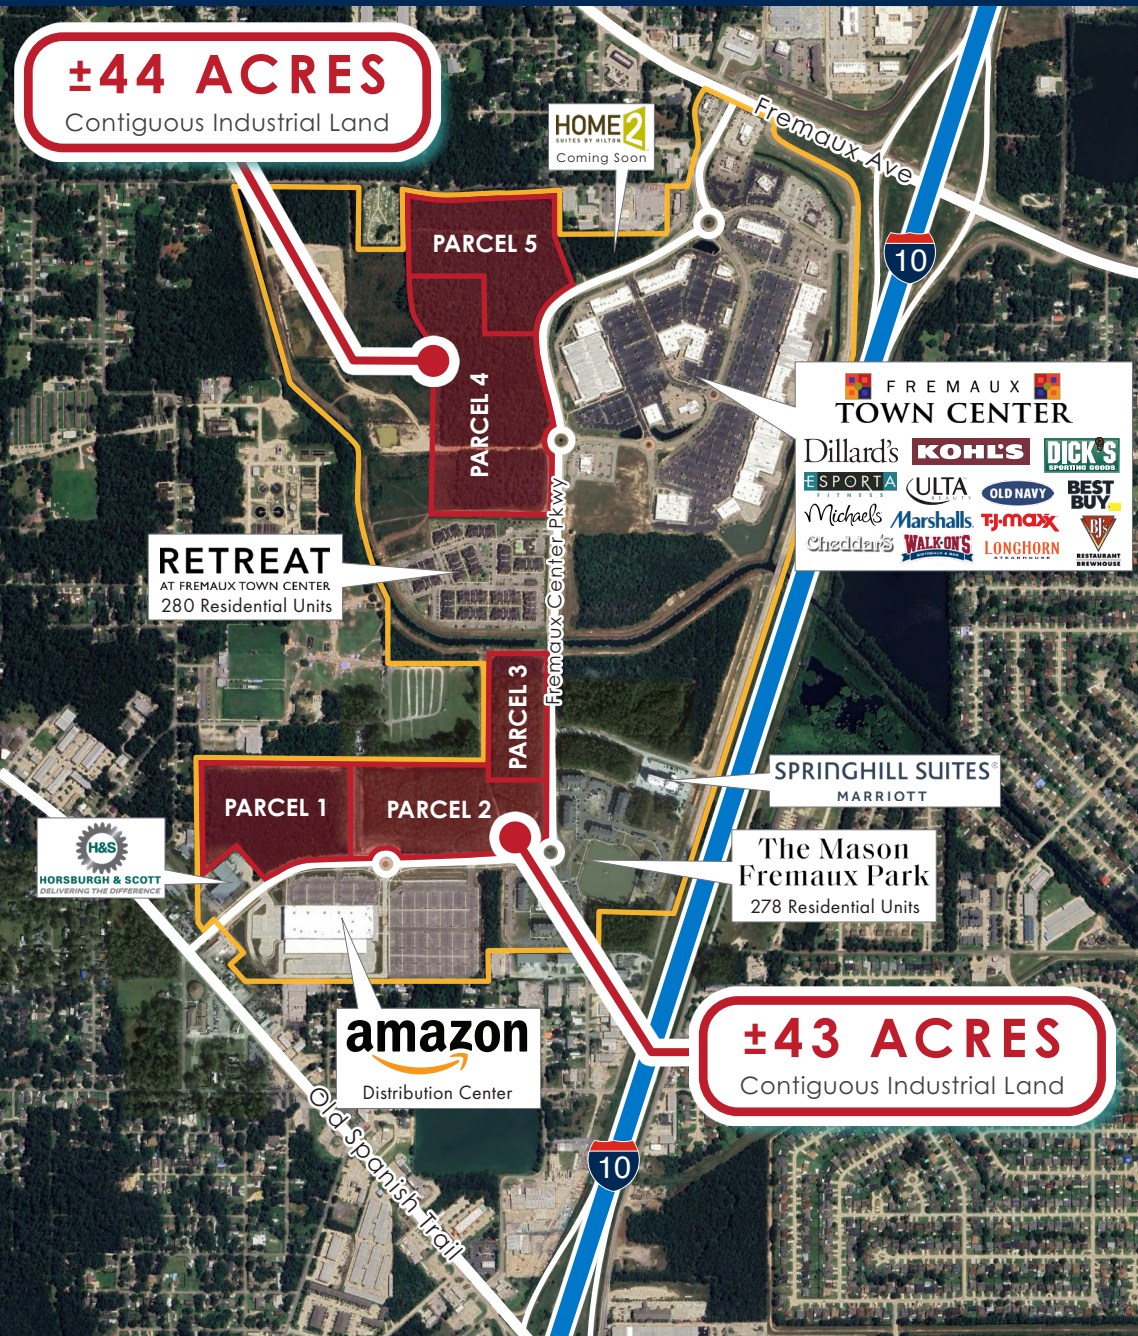 ±44 ACRES
Contiguous Industrial Land
HOME2
SUITES BY HILTON
Coming Soon
Fremaux Ave
10
PARCEL 5
PARCEL 4
FREMAUX
TOWN CENTER
Dillard's KOHL'S DICK'S
SPORTING GOODS
ESPORTA
FITNESS
ULTA
BEAUTY
OLD NAVY
BEST
BUY
Michaels Marshalls. T·J·maxx
Cheddar's WALK-ON'S
BISTREAUX & BAR
LONGHORN
STEAKHOUSE
BJ's
RESTAURANT
BREWHOUSE
Fremaux Center Pkwy
RETREAT
AT FREMAUX TOWN CENTER
280 Residential Units
PARCEL 3
SPRINGHILL SUITES®
MARRIOTT
PARCEL 1
PARCEL 2
H&S
HORSBURGH & SCOTT
DELIVERING THE DIFFERENCE
The Mason
Fremaux Park
278 Residential Units
amazon
Distribution Center
±43 ACRES
Contiguous Industrial Land
Old Spanish Trail
10